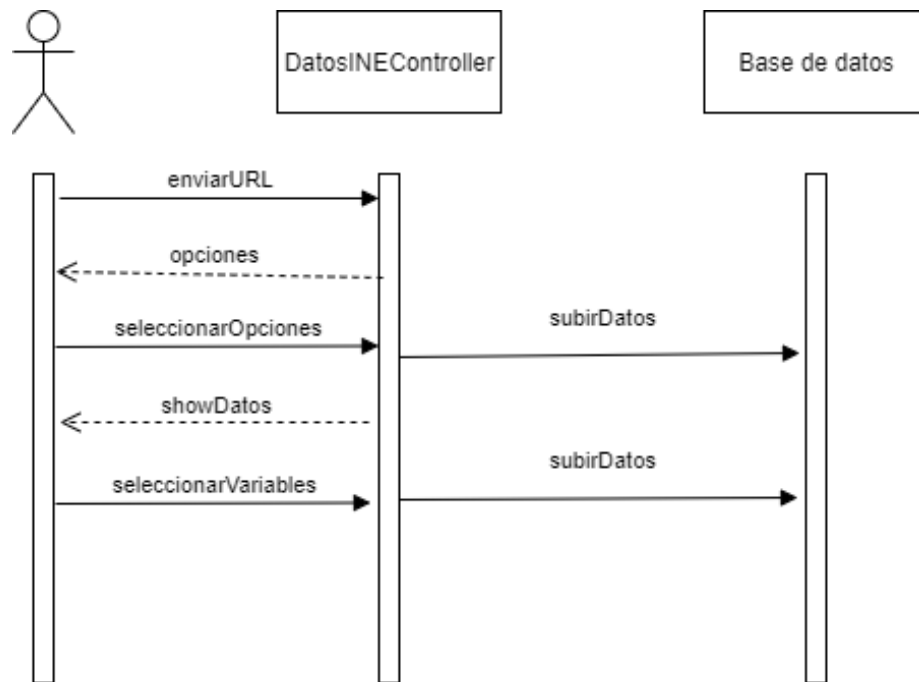 DatosINEController
Base de datos
enviarURL
opciones
seleccionarOpciones
subirDatos
showDatos
subirDatos
seleccionarVariables